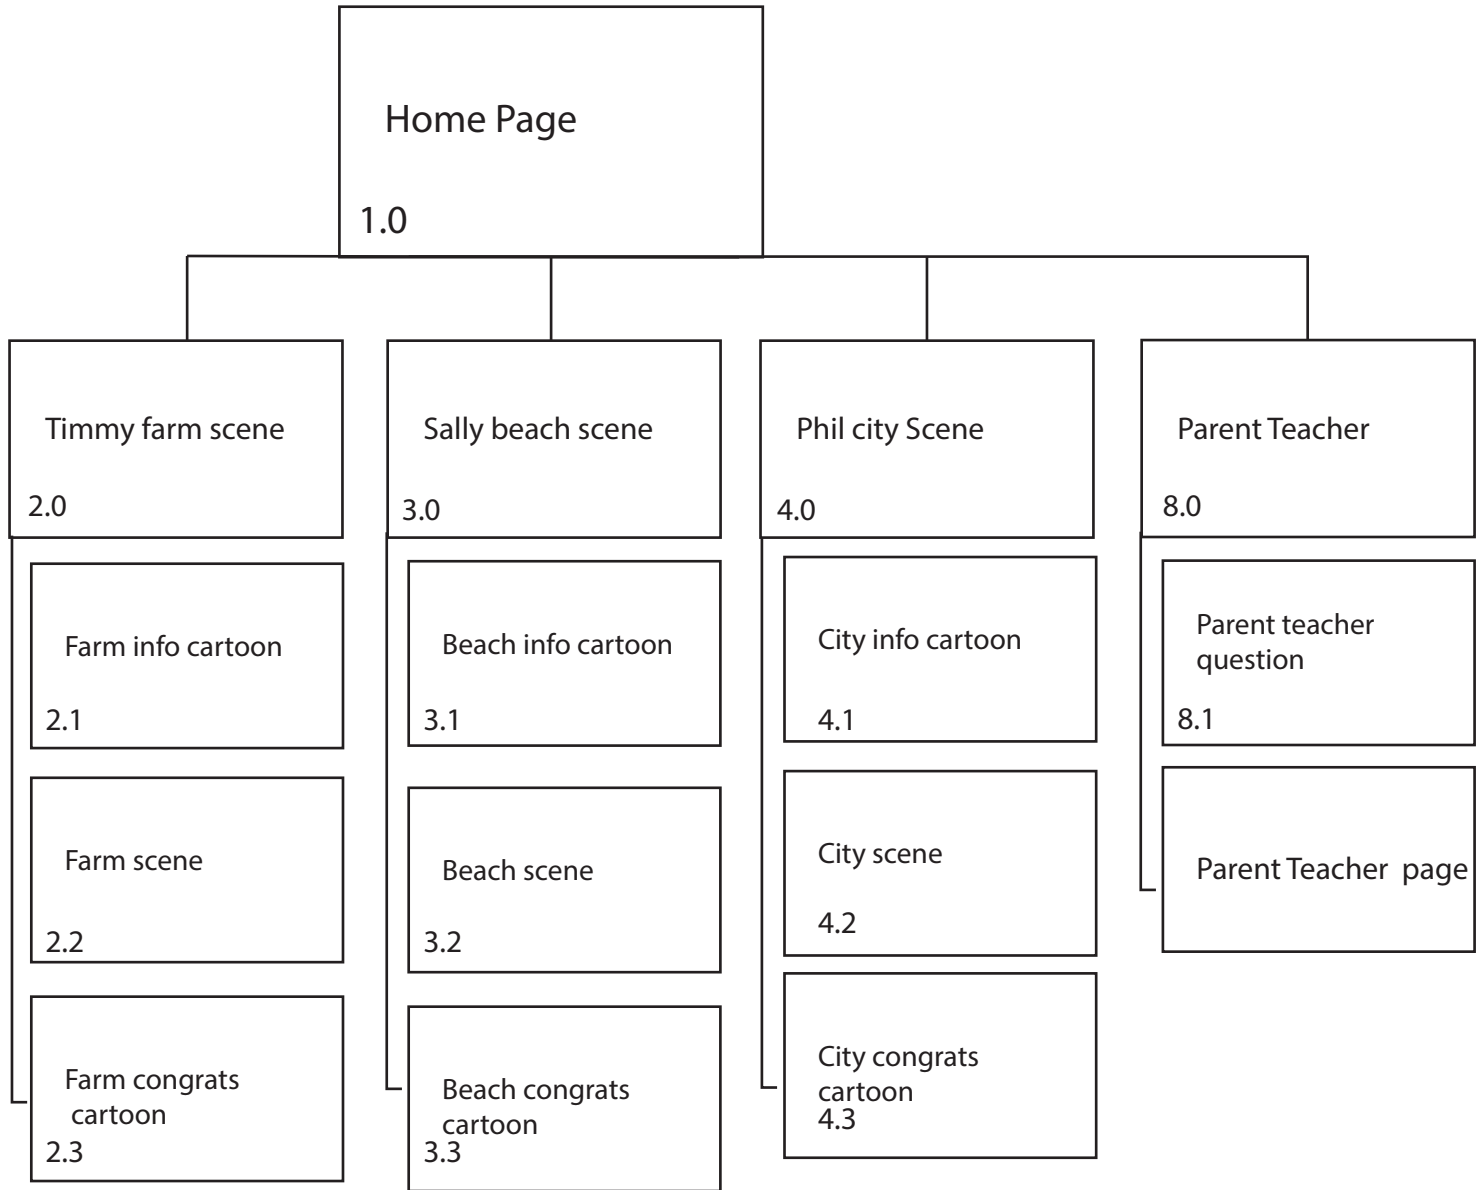 Home Page
1.0
Timmy farm scene
2.0
Sally beach scene
3.0
Phil city Scene
4.0
Parent Teacher
8.0
Farm info cartoon
2.1
Farm scene
2.2
Farm congrats
cartoon
2.3
Beach info cartoon
3.1
Beach scene
3.2
Beach congrats
cartoon
3.3
City info cartoon
4.1
City scene
4.2
City congrats
cartoon
4.3
Parent teacher
question
8.1
Parent Teacher page